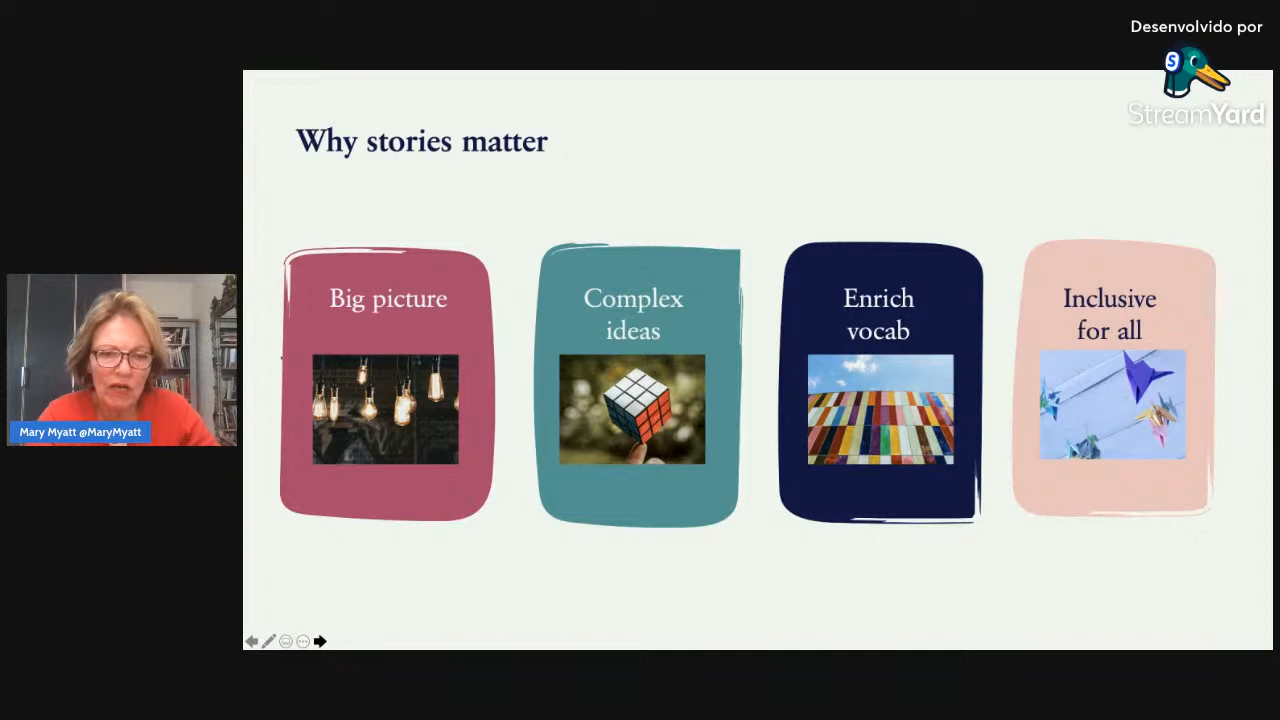 Desenvolvido por
S
StreamYard
Why stories matter
Big picture
Complex
ideas
Enrich
vocab
Inclusive
for all
Mary Myatt @MaryMyatt